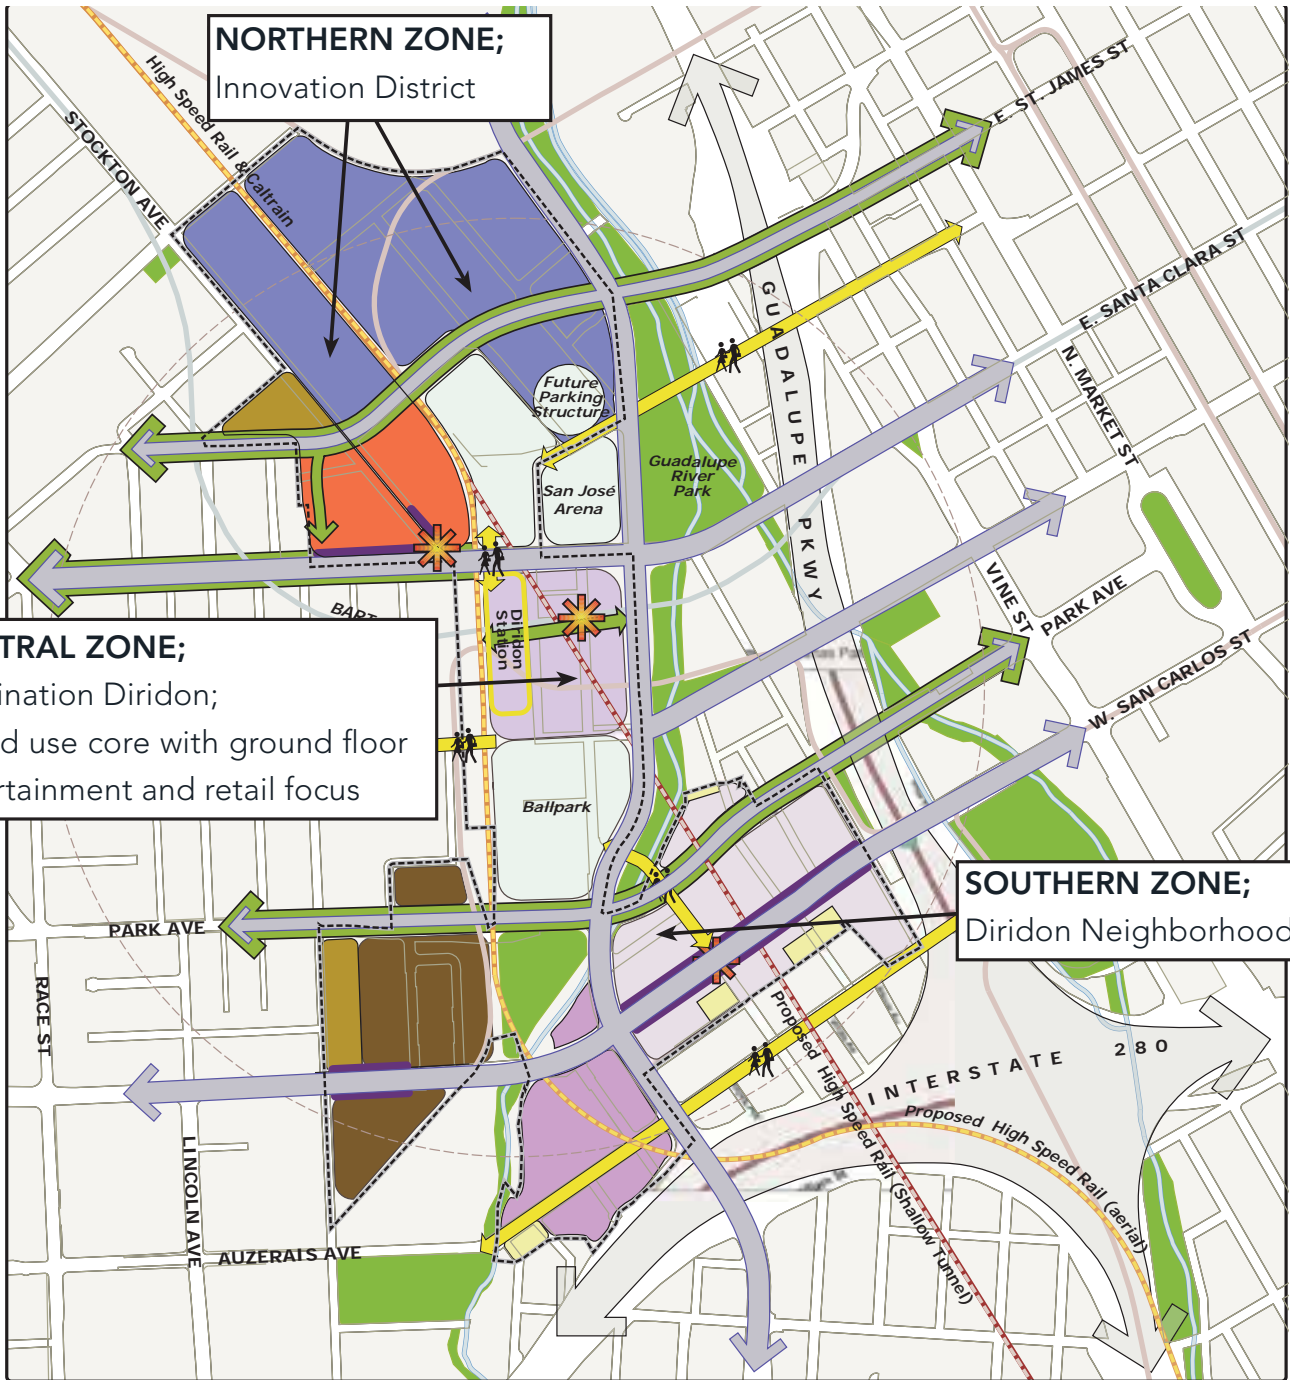 NORTHERN ZONE;
Innovation District
High Speed Rail & Caltrain
STOCKTON AVE
E. ST. JAMES ST
E. SANTA CLARA ST
GUADALUPE PKWY
N. MARKET ST
Future
Parking
Structure
San José
Arena
Guadalupe
River
Park
Diridon
Station
BART
VINE ST
PARK AVE
W. SAN CARLOS ST
TRAL ZONE;
ination Diridon;
d use core with ground floor
rtainment and retail focus
Ballpark
SOUTHERN ZONE;
Diridon Neighborhood
PARK AVE
RACE ST
LINCOLN AVE
AUZERAIS AVE
INTERSTATE 280
Proposed High Speed Rail (Shallow Tunnel)
Proposed High Speed Rail (aerial)